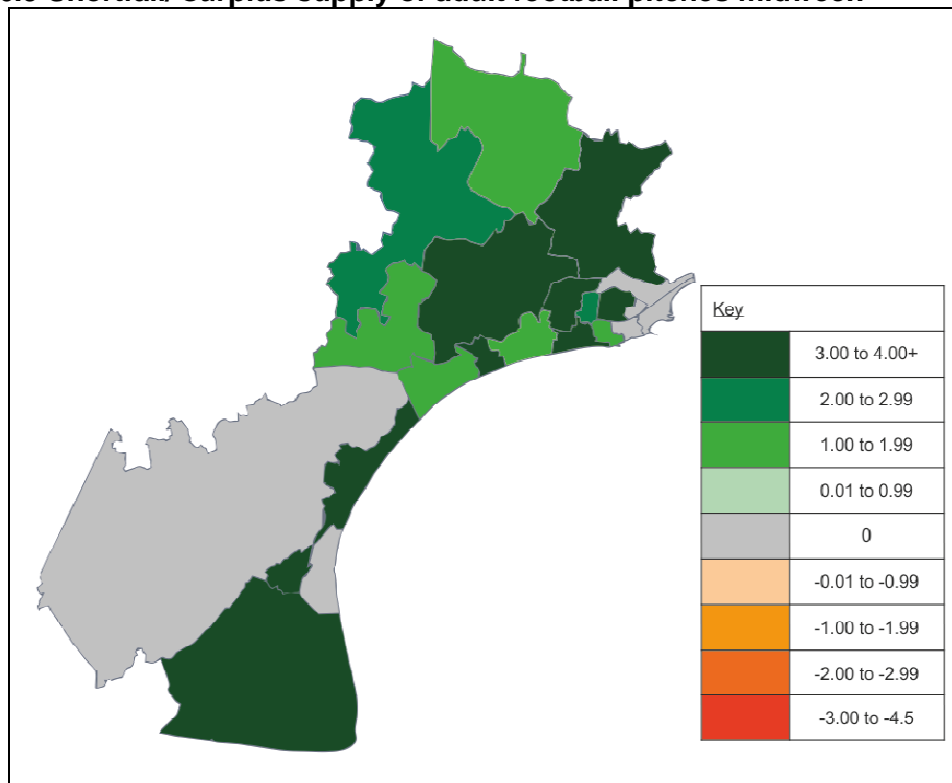 supply of adult football pitches midweek
Key
3.00 to 4.00+
2.00 to 2.99
1.00 to 1.99
0.01 to 0.99
0
-0.01 to -0.99
-1.00 to -1.99
-2.00 to -2.99
-3.00 to -4.5